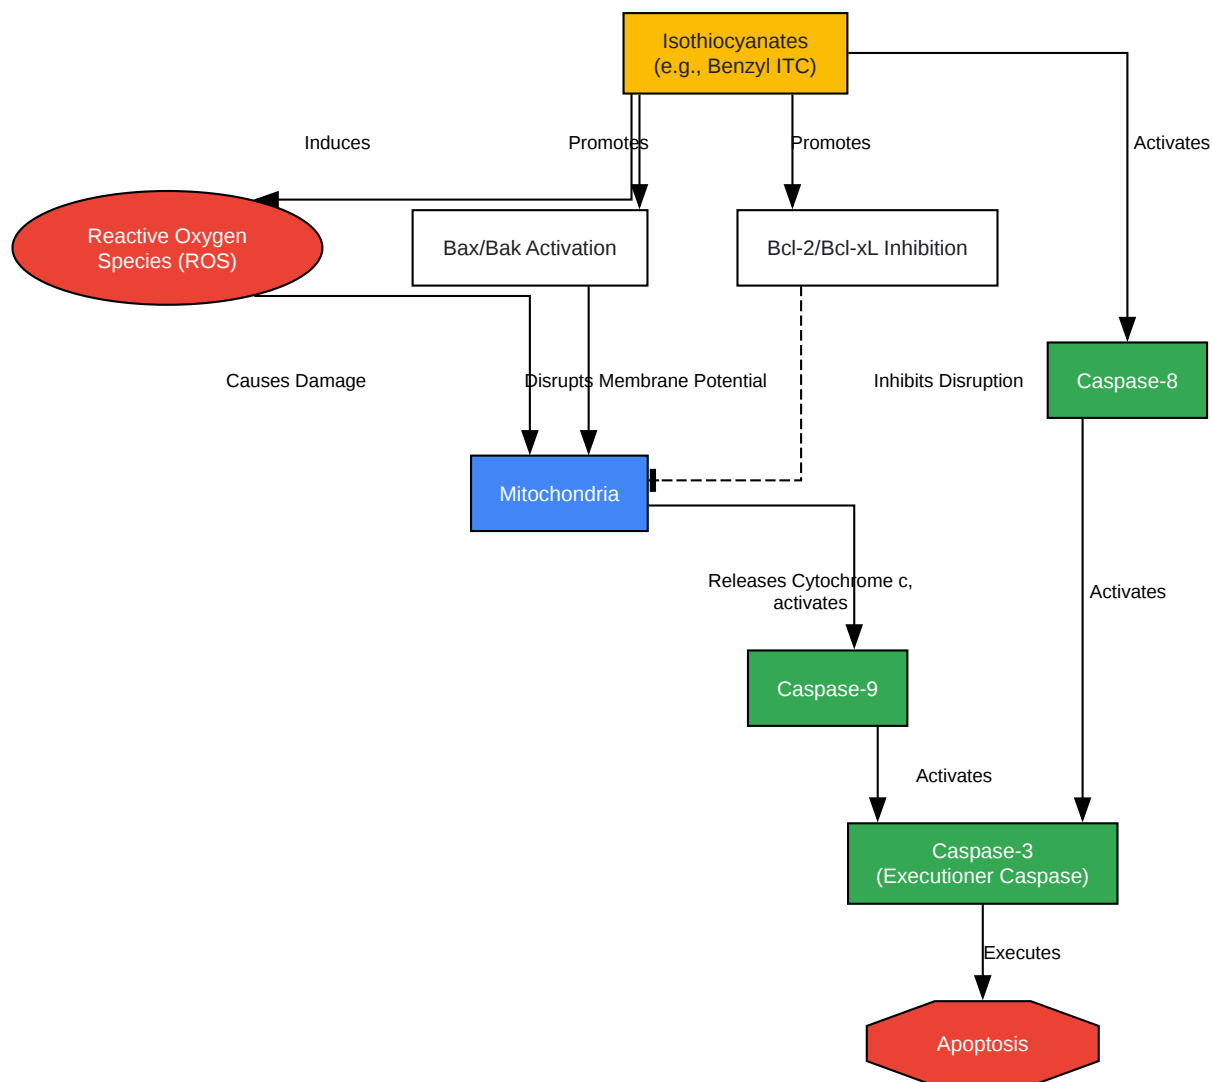 Isothiocyanates
(e.g., Benzyl ITC)
Induces
Promotes
Promotes
Activates
Reactive Oxygen
Species (ROS)
Bax/Bak Activation
Bcl-2/Bcl-xL Inhibition
Causes Damage
Disrupts Membrane Potential
Inhibits Disruption
Caspase-8
Mitochondria
Releases Cytochrome c,
activates
Activates
Caspase-9
Activates
Caspase-3
(Executioner Caspase)
Executes
Apoptosis